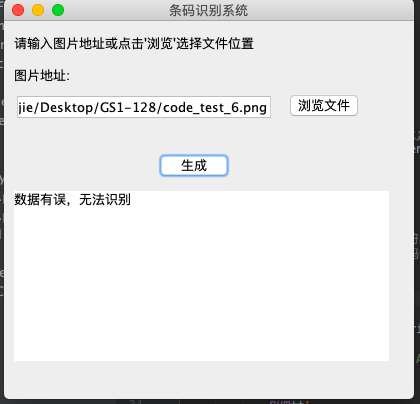 条码识别系统
请输入图片地址或点击'浏览'选择文件位置
图片地址:
jie/Desktop/GS1-128/code_test_6.png
浏览文件
生成
数据有误，无法识别